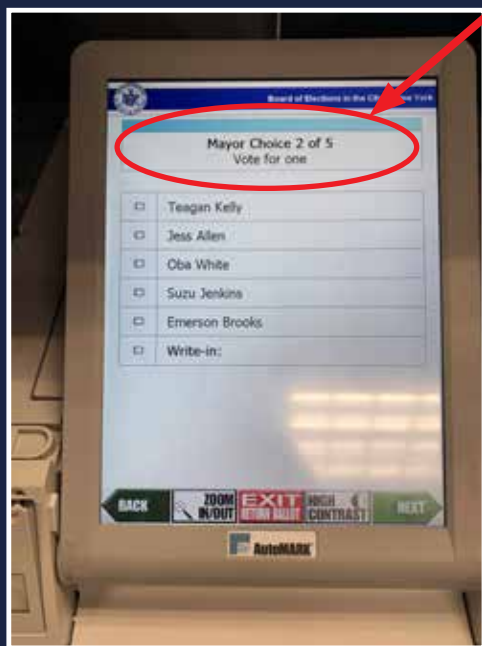 Board of Elections in the City of New York
Mayor Choice 2 of 5
Vote for one
Teagan Kelly
Jess Allen
Oba White
Suzu Jenkins
Emerson Brooks
Write-in:
BACK
ZOOM IN/OUT
EXIT RETURN BALLOT
HIGH CONTRAST
NEXT
AutoMARK